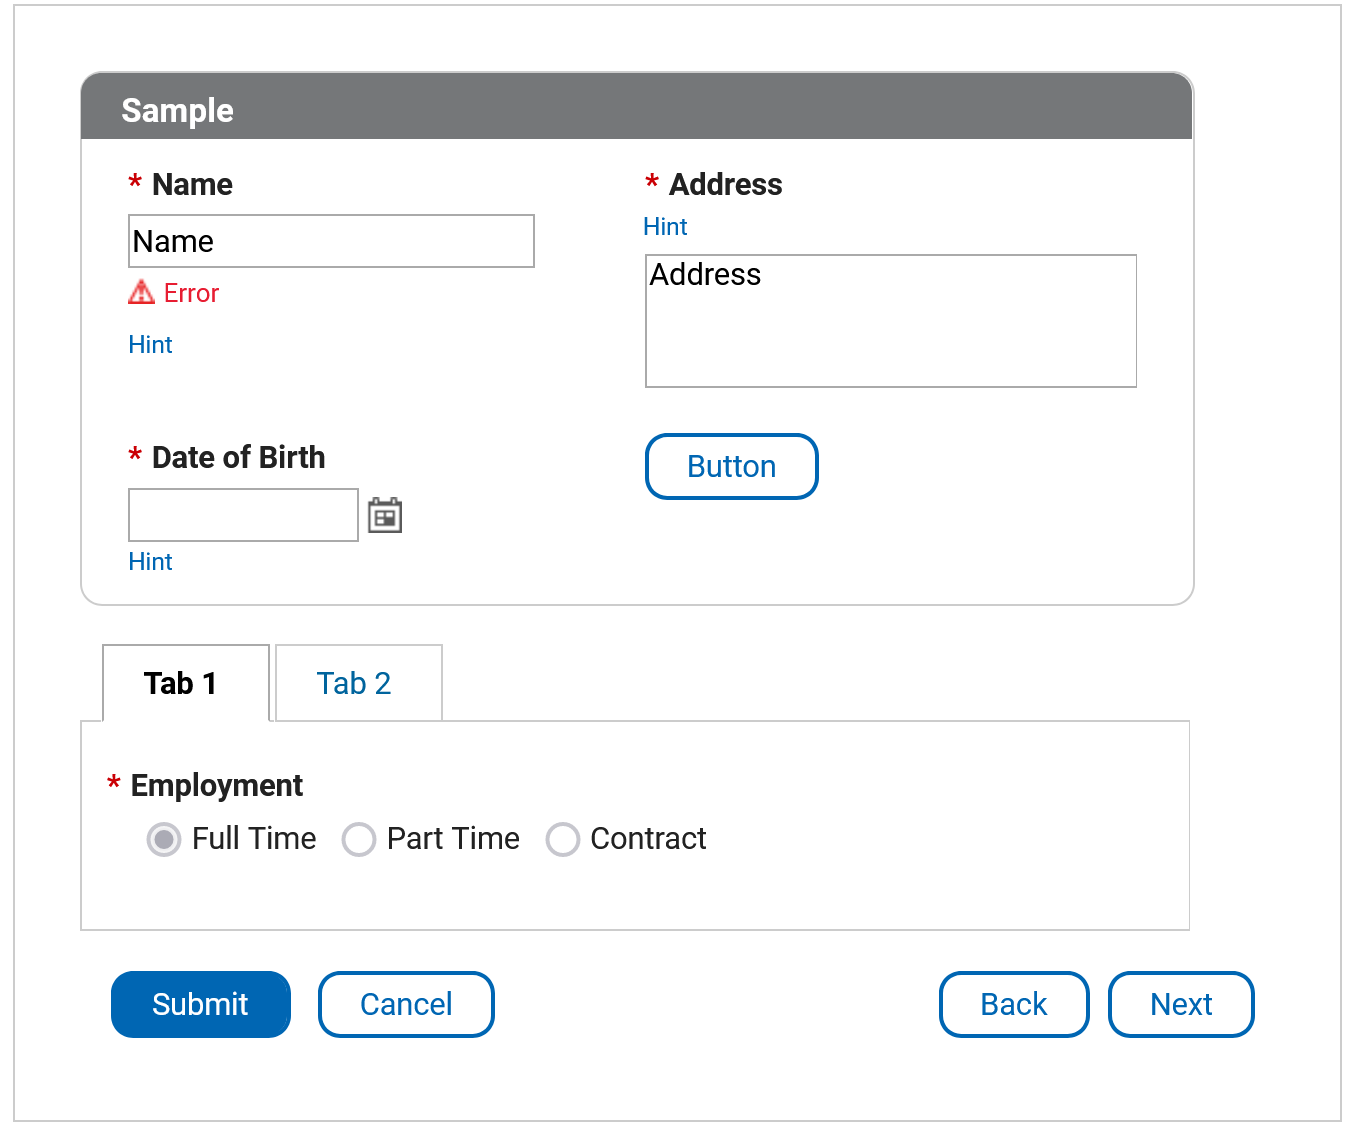 Sample
* Name
Name
Error
Hint
* Address
Hint
Address
* Date of Birth
Hint
Button
Tab 1
Tab 2
* Employment
Full Time
Part Time
Contract
Submit
Cancel
Back
Next